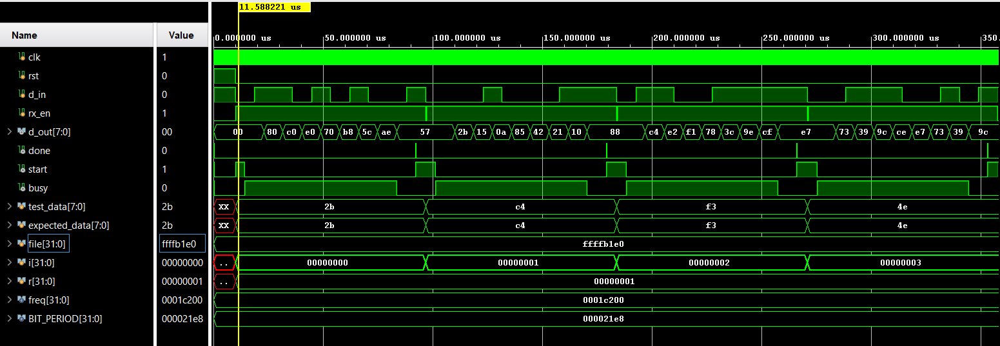 11.588221 us
Name Value
0.000000 us 50.000000 us 100.000000 us 150.000000 us 200.000000 us 250.000000 us 300.000000 us 350.
clk 1
rst 0
d_in 0
rx_en 1
d_out[7:0] 00 00 80 c0 e0 70 b8 5c ae 57 2b 15 0a 85 42 21 10 88 c4 e2 f1 78 3c 9e cf e7 73 39 9c ce e7 73 39 9c
done 0
start 1
busy 0
test_data[7:0] 2b XX 2b c4 f3 4e
expected_data[7:0] 2b XX 2b c4 f3 4e
file[31:0] ffffb1e0 ffffb1e0
i[31:0] 00000000 .. 00000000 00000001 00000002 00000003
r[31:0] 00000001 .. 00000001
freq[31:0] 0001c200 0001c200
BIT_PERIOD[31:0] 000021e8 000021e8